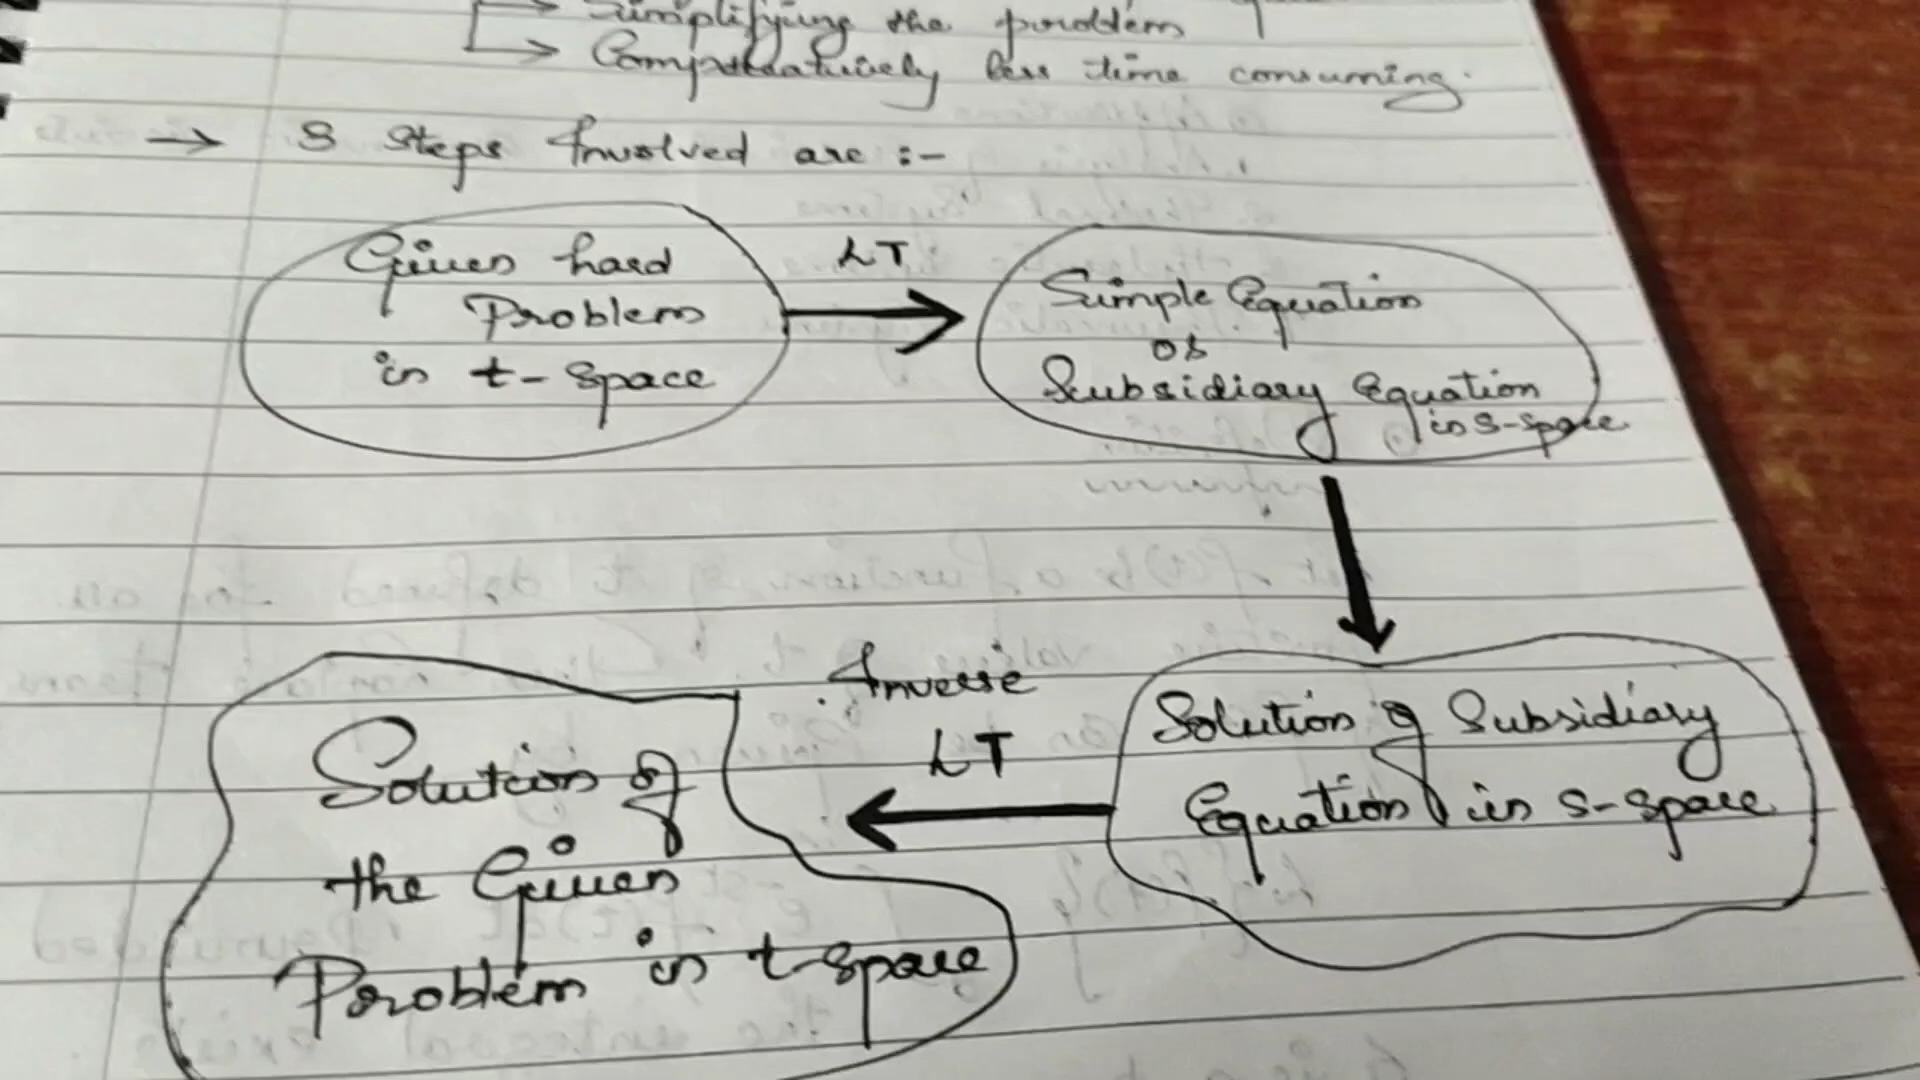 Simplifying the problem
Comparatively less time consuming.
→ 3 Steps Involved are :-
Given hard
Problem
in t-space
LT
Simple Equation
or
Subsidiary Equation
in s-space
Solution of Subsidiary
Equation in s-space
Inverse
LT
Solution of
the Given
Problem in t-space